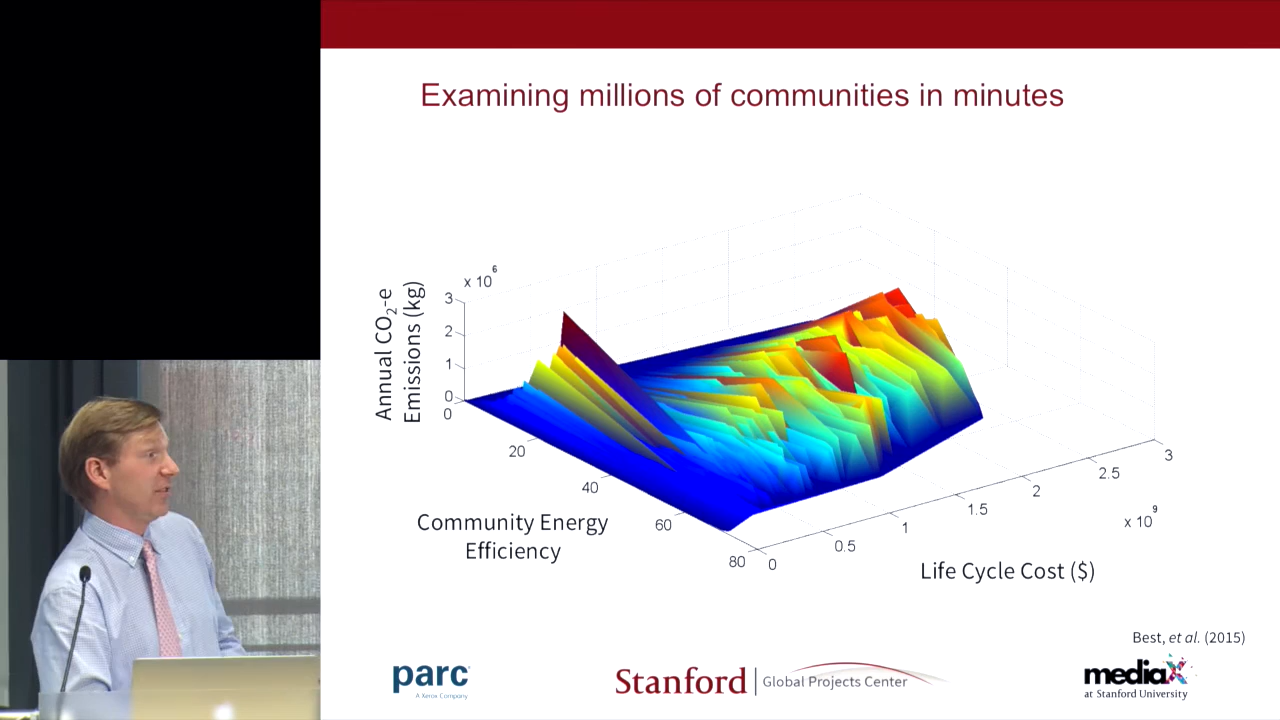 Examining millions of communities in minutes
x 10 6
Annual CO2-e
Emissions (kg)
3
2
1
0
0
20
40
60
80
Community Energy
Efficiency
0
0.5
1
1.5
2
2.5
3
x 10 9
Life Cycle Cost ($)
Best, et al. (2015)
parc
A Xerox Company
Stanford
Global Projects Center
mediaX
at Stanford University